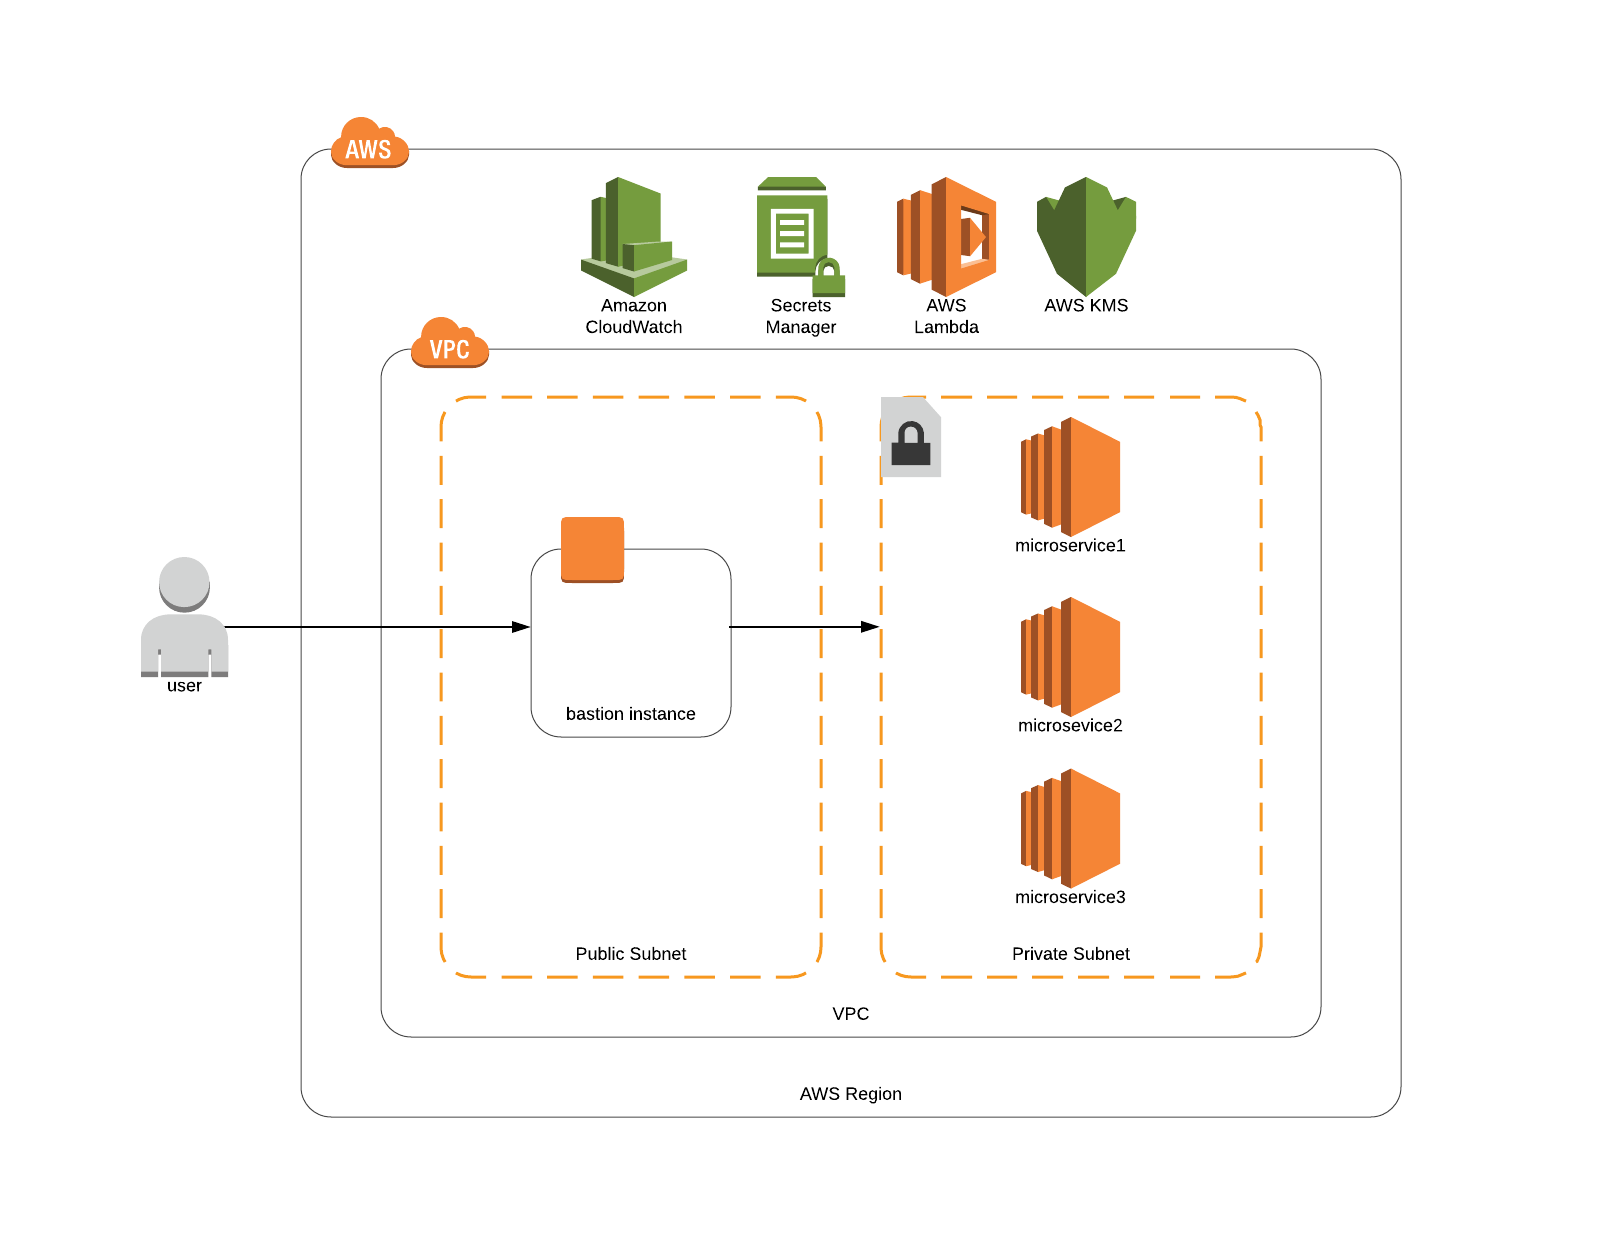 AWS
Amazon
CloudWatch
Secrets
Manager
AWS
Lambda
AWS KMS
VPC
microservice1
user
bastion instance
microsevice2
microservice3
Public Subnet
Private Subnet
VPC
AWS Region